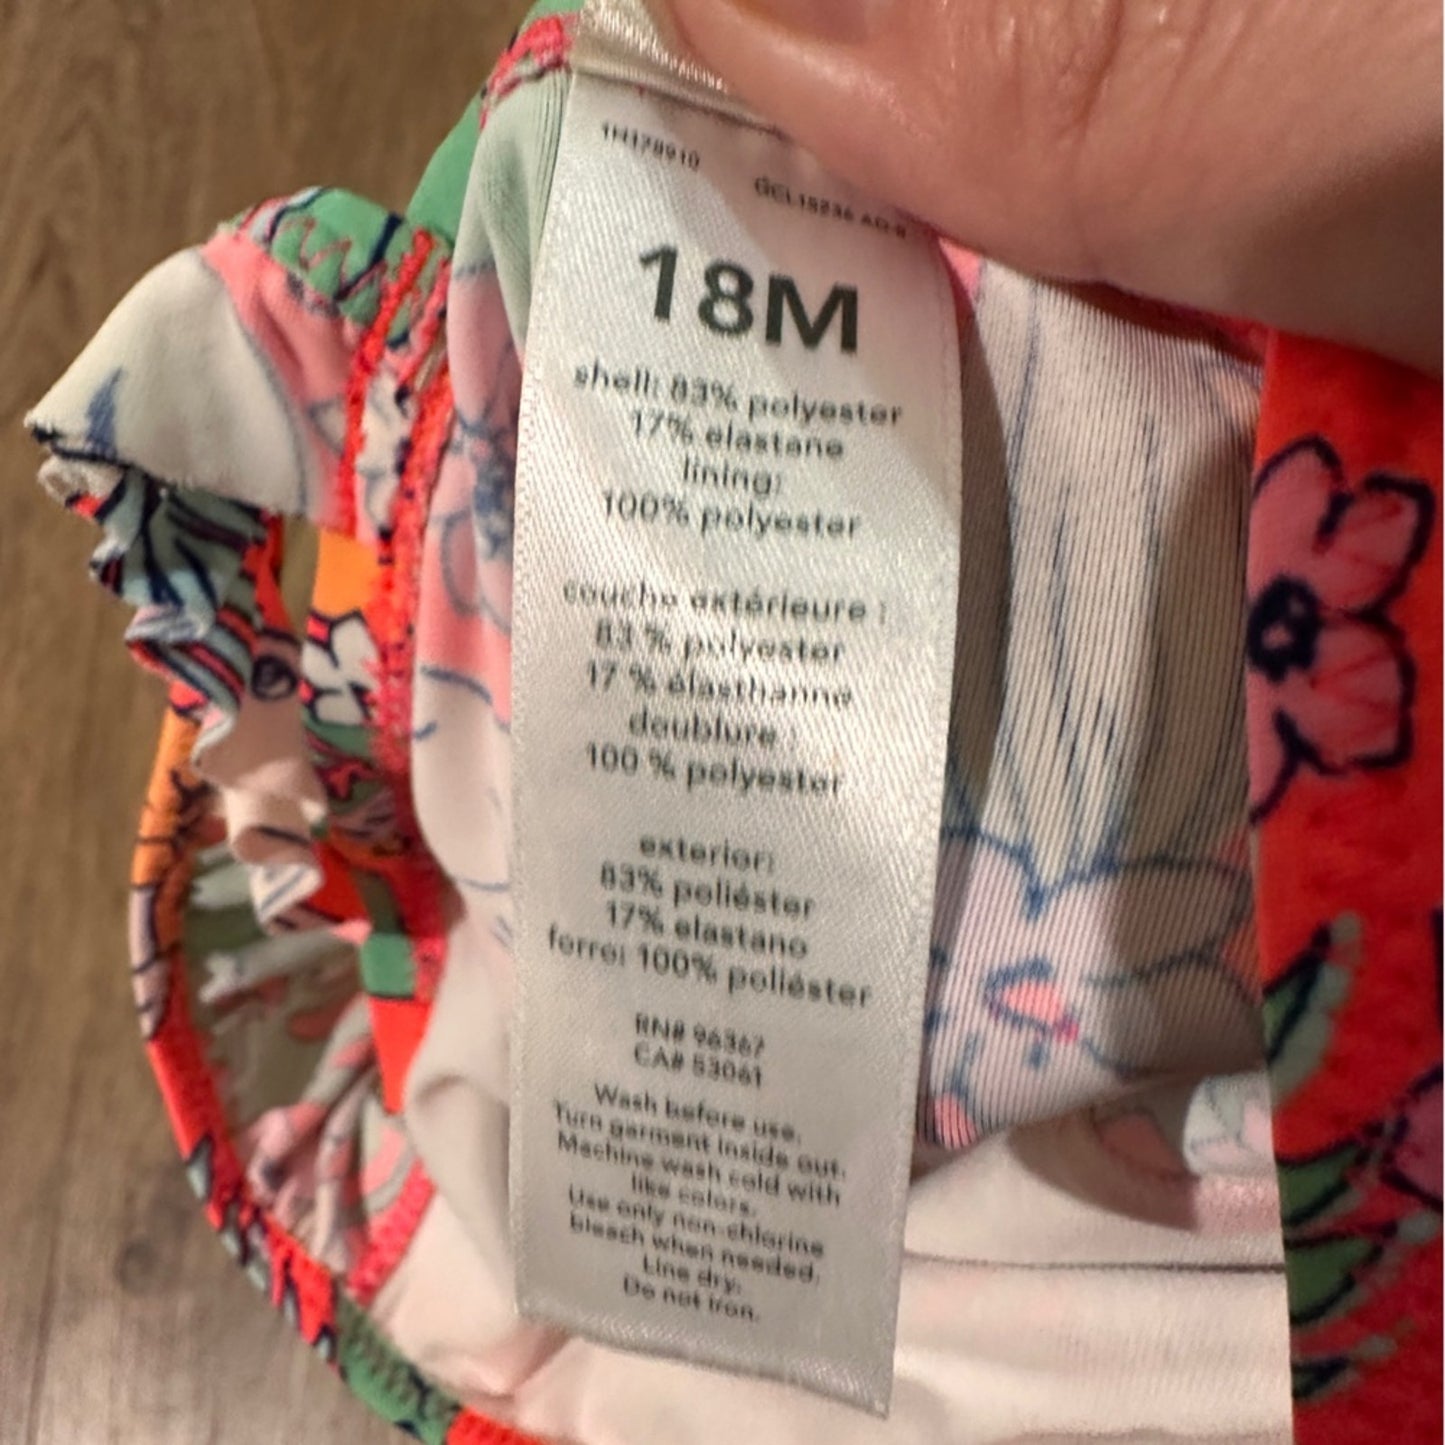 1H178910
18M
shell: 83% polyester
17% elastane
lining:
100% polyester
couche extérieure :
83 % polyester
17 % élasthanne
doublure :
100 % polyester
exterior:
83% poliéster
17% elastano
forro: 100% poliéster
RN# 96367
CA# 53061
Wash before use.
Turn garment inside out.
Machine wash cold with
like colors.
Use only non-chlorine
bleach when needed.
Line dry.
Do not iron.